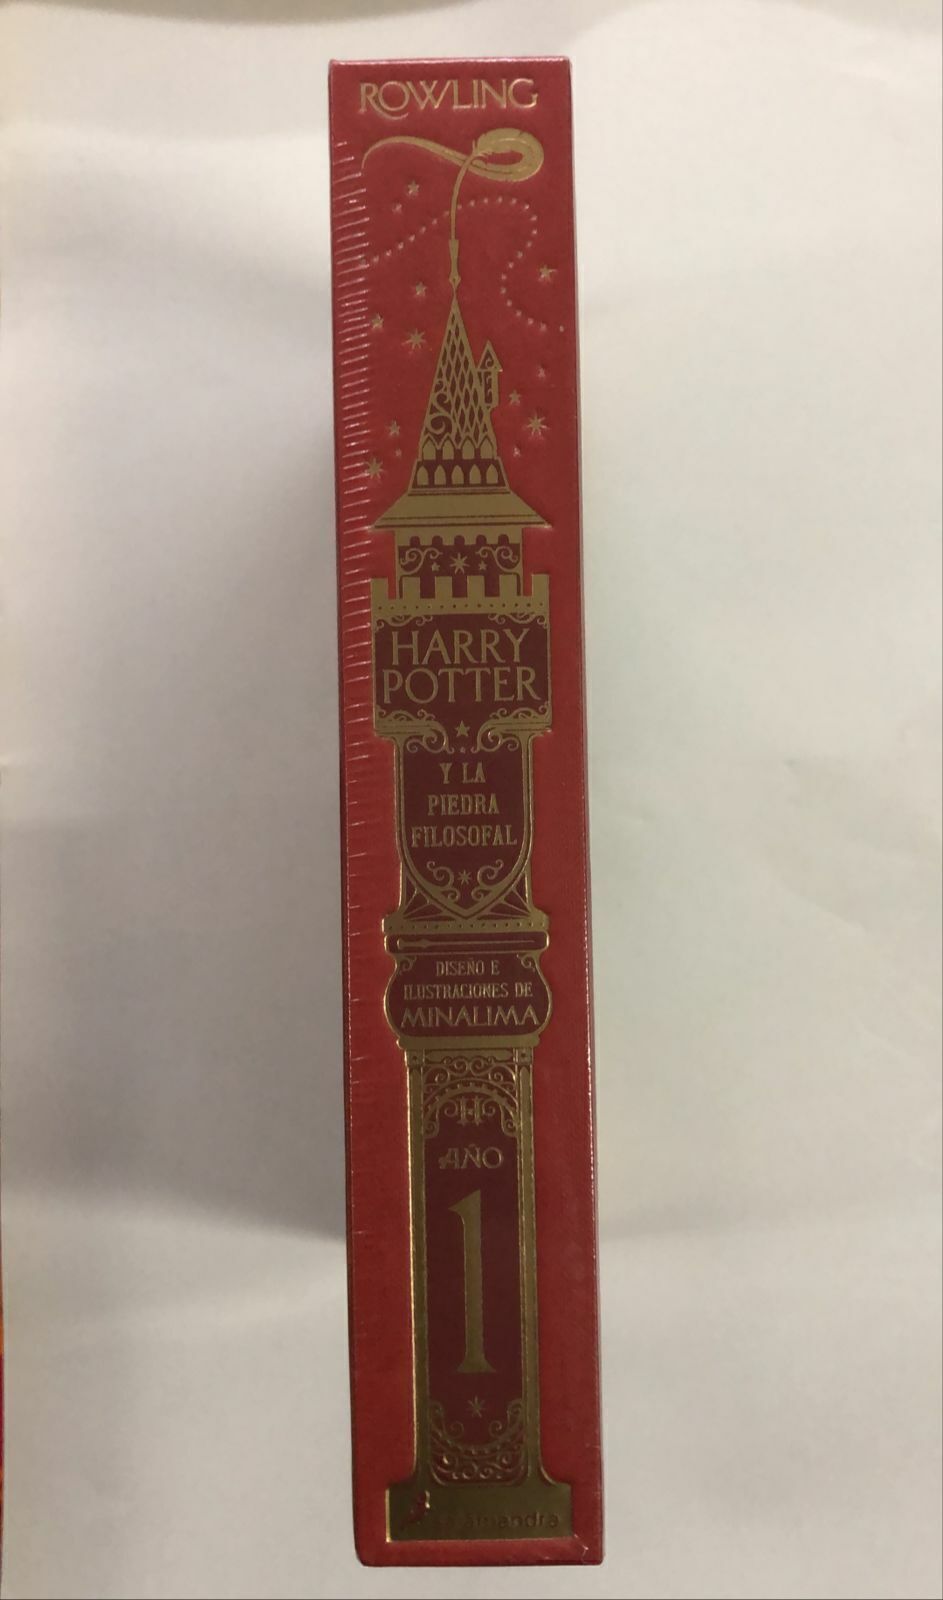 ROWLING
HARRY
POTTER
Y LA
PIEDRA
FILOSOFAL
DISEÑO E
ILUSTRACIONES DE
MINALIMA
H
AÑO
1
Salamandra